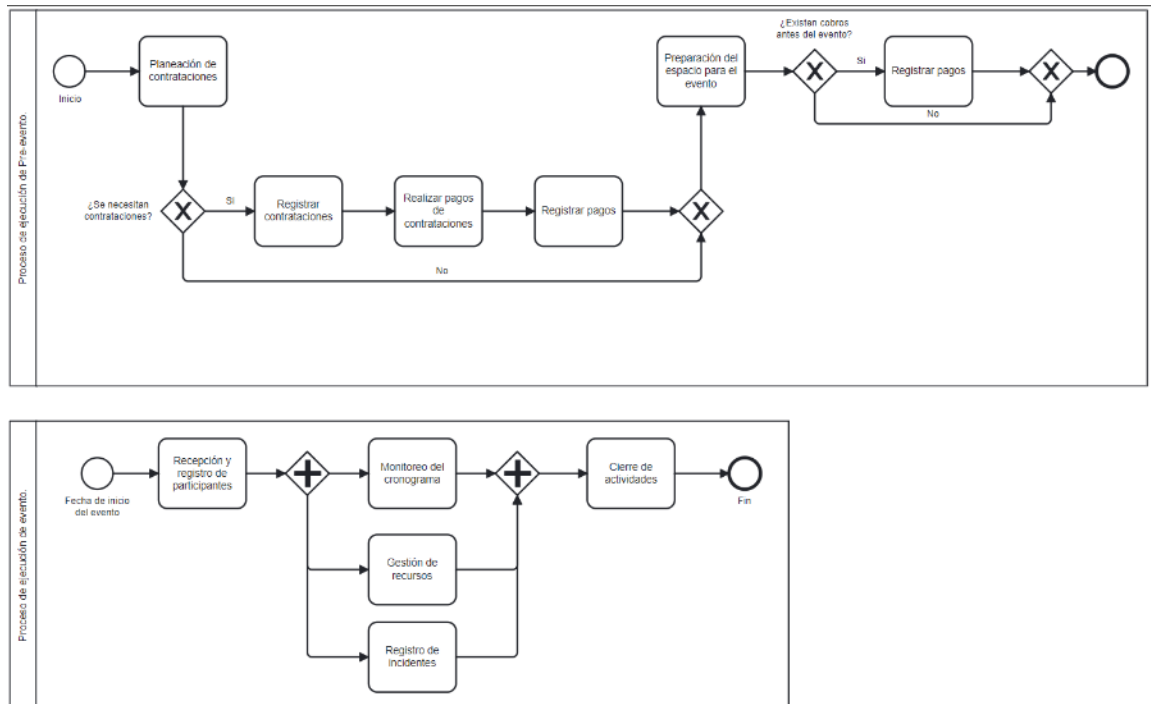 Proceso de ejecución de Pre-evento.
Inicio
Planeación de
contrataciones
¿Se necesitan
contrataciones?
Si
Registrar
contrataciones
Realizar pagos
de
contrataciones
Registrar pagos
No
Preparación del
espacio para el
evento
¿Existen cobros
antes del evento?
Si
Registrar pagos
No
Proceso de ejecución de evento.
Fecha de inicio
del evento
Recepción y
registro de
participantes
Monitoreo del
cronograma
Gestión de
recursos
Registro de
incidentes
Cierre de
actividades
Fin